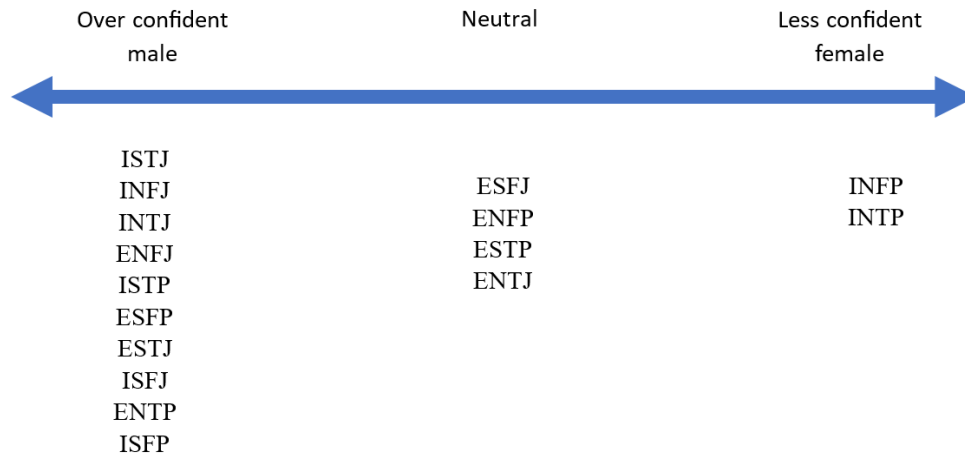 Over confident
male
Neutral
Less confident
female
ISTJ
INFJ
INTJ
ENFJ
ISTP
ESFP
ESTJ
ISFJ
ENTP
ISFP
ESFJ
ENFP
ESTP
ENTJ
INFP
INTP